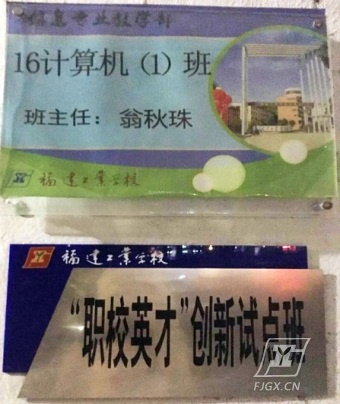 信息专业教学部
16计算机（1）班
班主任：翁秋珠
福建工业学校
福建工业学校
“职校英才”创新试点班
FJGX.CN